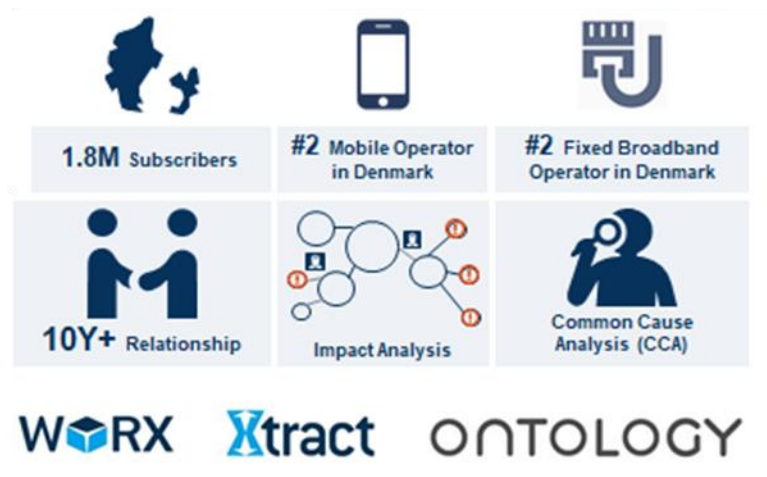 1.8M Subscribers
#2 Mobile Operator
in Denmark
#2 Fixed Broadband
Operator in Denmark
10Y+ Relationship
Impact Analysis
Common Cause
Analysis (CCA)
WORX
Xtract
ONTOLOGY